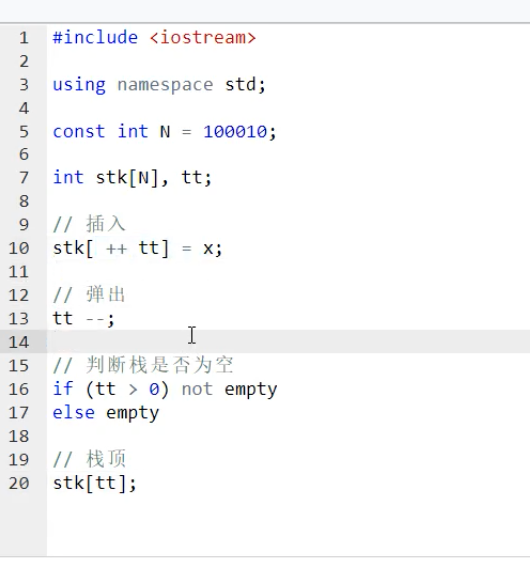 1 #include <iostream>
2
3 using namespace std;
4
5 const int N = 100010;
6
7 int stk[N], tt;
8
9 // 插入
10 stk[ ++ tt] = x;
11
12 // 弹出
13 tt --;
14
15 // 判断栈是否为空
16 if (tt > 0) not empty
17 else empty
18
19 // 栈顶
20 stk[tt];